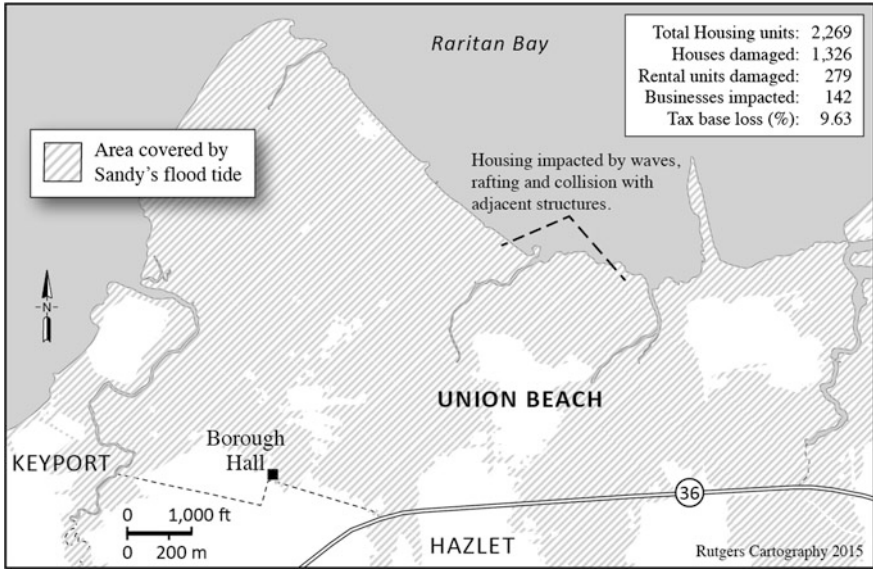 Raritan Bay
Total Housing units: 2,269
Houses damaged: 1,326
Rental units damaged: 279
Businesses impacted: 142
Tax base loss (%): 9.63
Area covered by
Sandy's flood tide
Housing impacted by waves,
rafting and collision with
adjacent structures.
N
UNION BEACH
Borough
Hall
KEYPORT
36
0 1,000 ft
0 200 m
HAZLET
Rutgers Cartography 2015